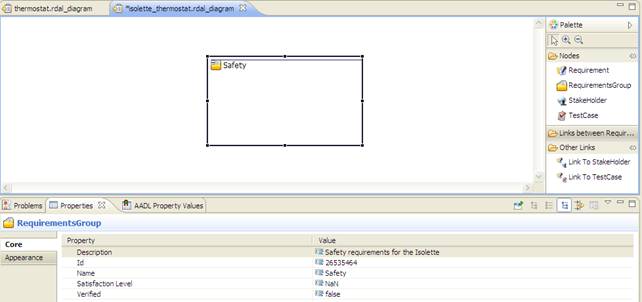 thermostat.rdal_diagram
*isolette_thermostat.rdal_diagram
Safety
Palette
Nodes
Requirement
RequirementsGroup
StakeHolder
TestCase
Links between Requir...
Other Links
Link To StakeHolder
Link To TestCase
Problems
Properties
AADL Property Values
RequirementsGroup
Core
Appearance
Property Value
Description Safety requirements for the Isolette
Id 26535464
Name Safety
Satisfaction Level NaN
Verified false